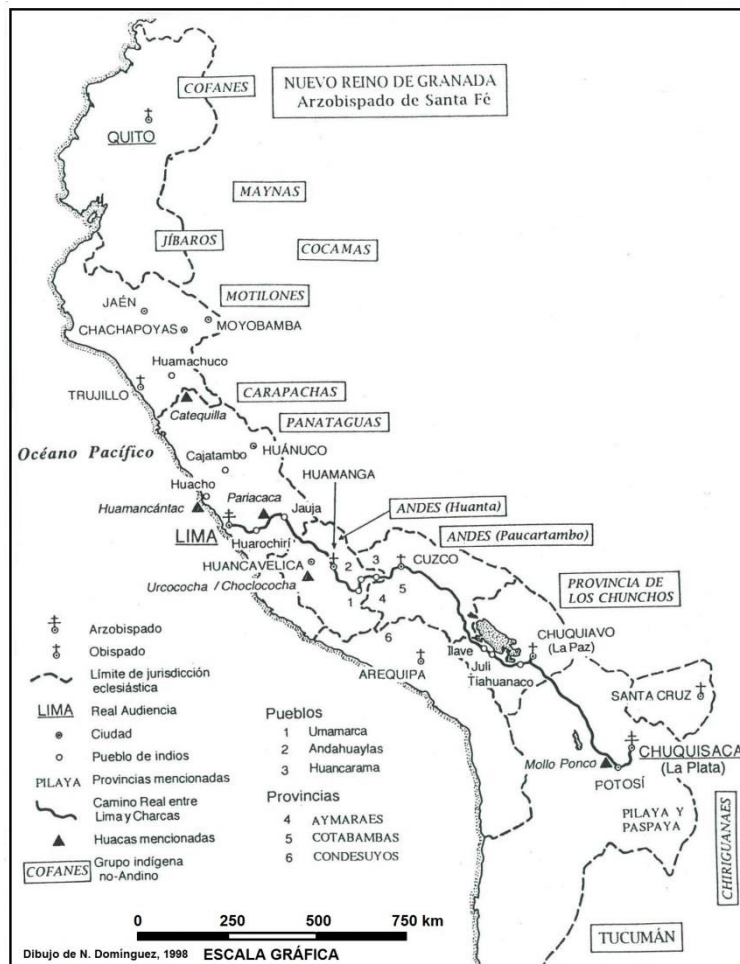 COFANES
NUEVO REINO DE GRANADA
Arzobispado de Santa Fé
QUITO
MAYNAS
JÍBAROS
COCAMAS
MOTILONES
JAÉN
MOYOBAMBA
CHACHAPOYAS
Huamachuco
TRUJILLO
CARAPACHAS
Catequilla
PANATAGUAS
Océano Pacífico
HUÁNUCO
Cajatambo
HUAMANGA
Huacho
Pariacaca
Jauja
ANDES (Huanta)
Huamancántac
LIMA
Huarochirí
ANDES (Paucartambo)
HUANCAVELICA
2
3
CUZCO
Urcococha / Choclococha
1
4
5
PROVINCIA DE
LOS CHUNCHOS
6
CHUQUIAVO
(La Paz)
Ilave
Juli
Tiahuanaco
AREQUIPA
SANTA CRUZ
Mollo Ponco
CHUQUISACA
(La Plata)
POTOSÍ
PILAYA Y
PASPAYA
CHIRIGUANAES
TUCUMÁN
Arzobispado
Obispado
Límite de jurisdicción
eclesiástica
LIMA Real Audiencia
Ciudad
Pueblo de indios
PILAYA Provincias mencionadas
Camino Real entre
Lima y Charcas
Huacas mencionadas
COFANES Grupo indígena
no-Andino
Pueblos
1 Umamarca
2 Andahuaylas
3 Huancarama
Provincias
4 AYMARAES
5 COTABAMBAS
6 CONDESUYOS
0 250 500 750 km
Dibujo de N. Domínguez, 1998 ESCALA GRÁFICA